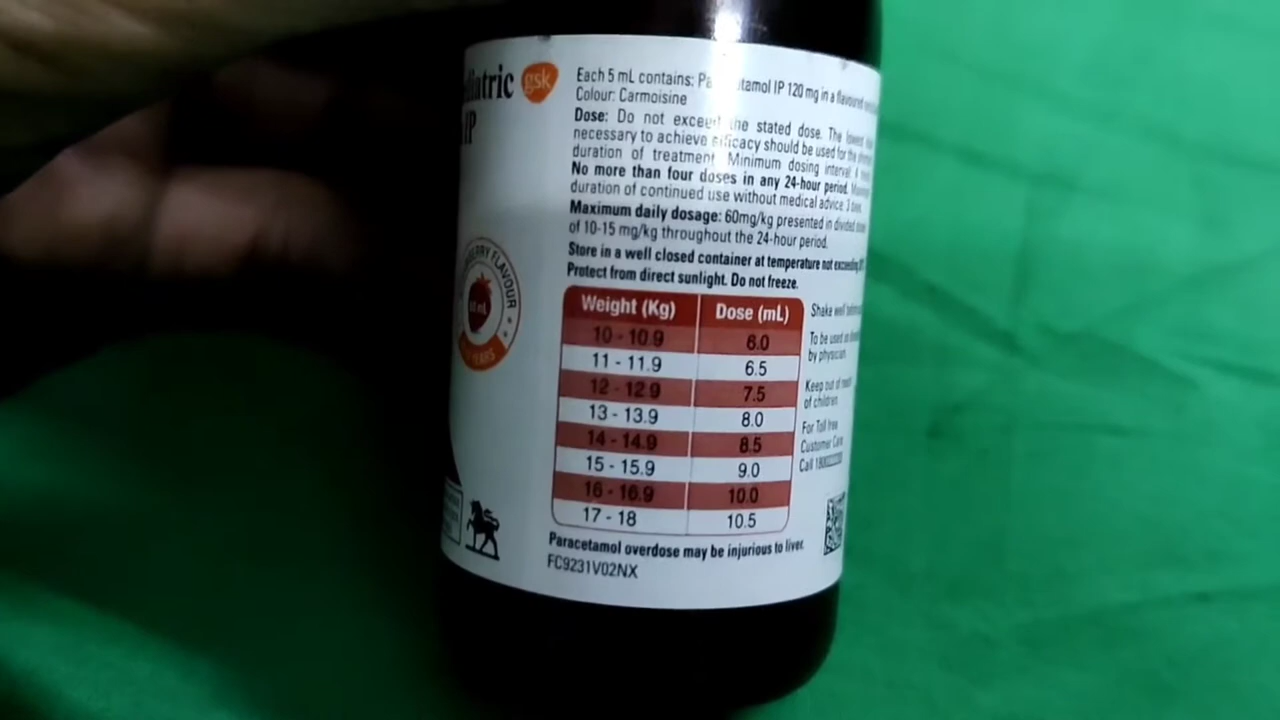 diatric
gsk
IP
Each 5 mL contains: Pa tamol IP 120 mg in a flavoured
Colour: Carmoisine
Dose: Do not exceed the stated dose. The lowest
necessary to achieve efficacy should be used for the
duration of treatment. Minimum dosing interval: 4
No more than four doses in any 24-hour period.
duration of continued use without medical advice 3
Maximum daily dosage: 60mg/kg presented in divided
of 10-15 mg/kg throughout the 24-hour period.
Store in a well closed container at temperature not exceeding
Protect from direct sunlight. Do not freeze.
BERRY FLAVOUR
YEARS
Weight (Kg) Dose (mL)
10 - 10.9 6.0
11 - 11.9 6.5
12 - 12.9 7.5
13 - 13.9 8.0
14 - 14.9 8.5
15 - 15.9 9.0
16 - 16.9 10.0
17 - 18 10.5
Shake well
To be used
by physician
Keep out of reach
of children
For Toll free
Customer Care
Call
Paracetamol overdose may be injurious to liver.
FC9231V02NX